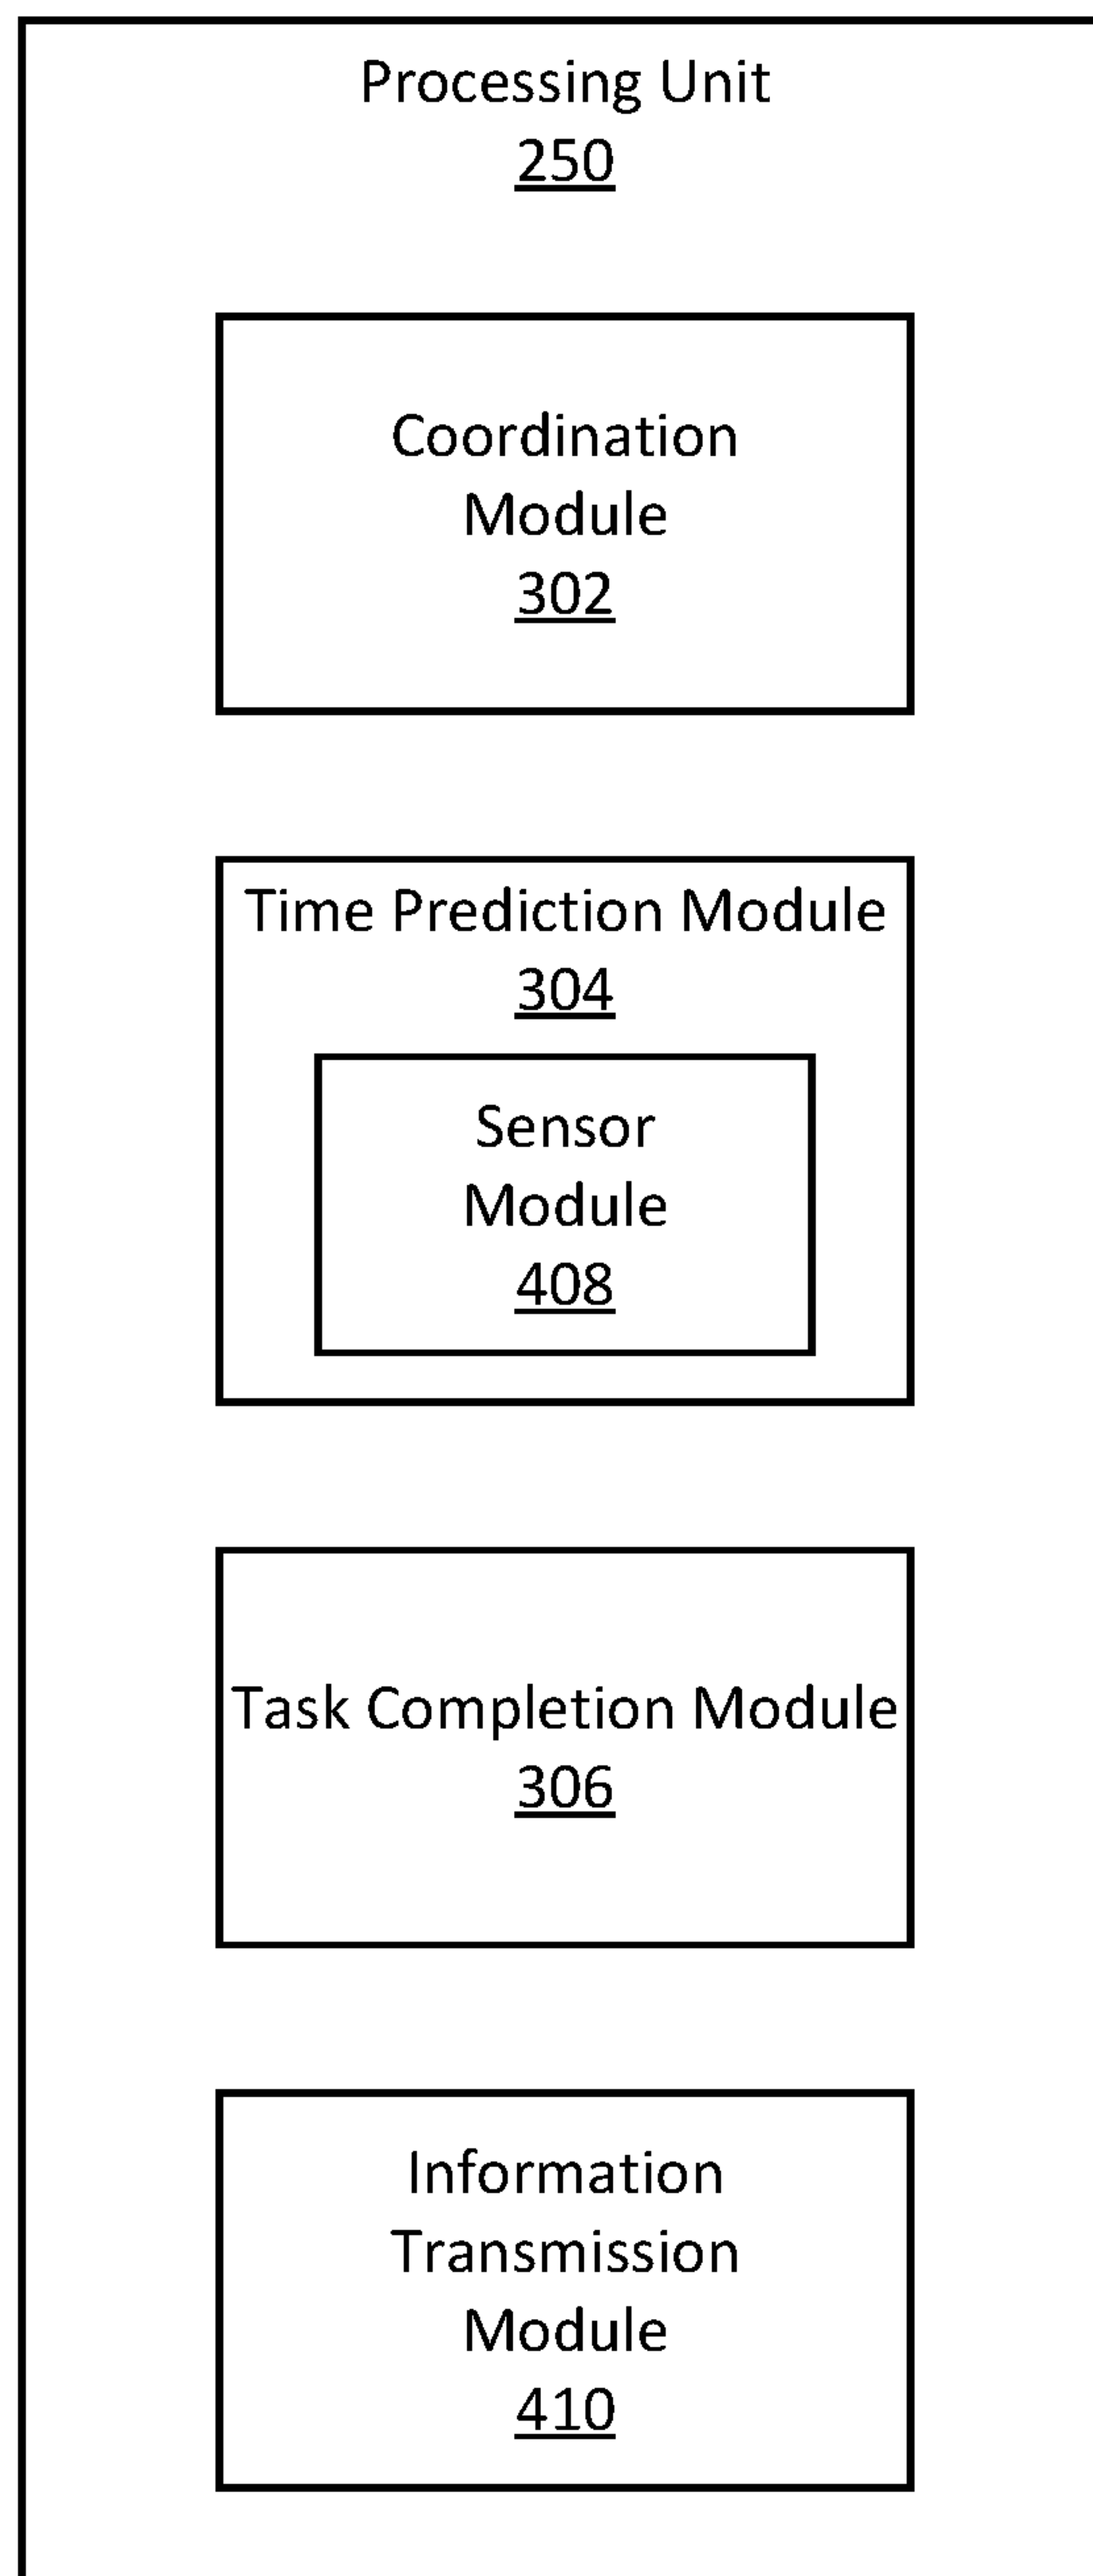 Processing Unit
250
Coordination
Module
302
Time Prediction Module
304
Sensor
Module
408
Task Completion Module
306
Information
Transmission
Module
410